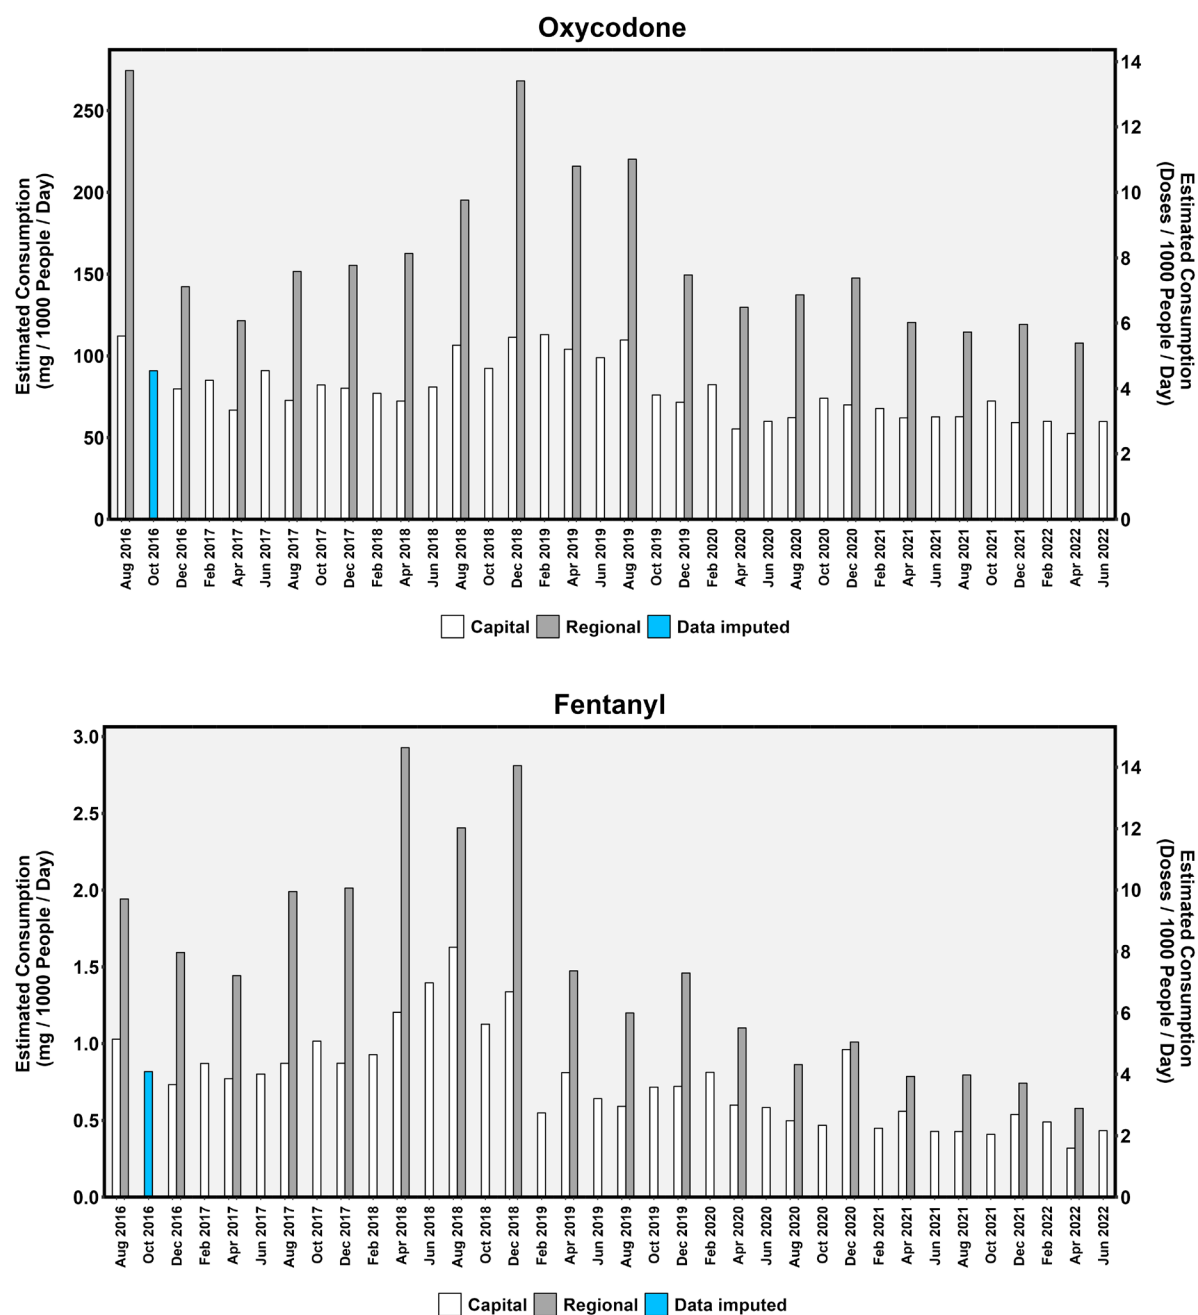 Oxycodone
Estimated Consumption
(mg / 1000 People / Day)
250
200
150
100
50
0
14
12
10
8
6
4
2
0
Estimated Consumption
(Doses / 1000 People / Day)
Aug 2016
Oct 2016
Dec 2016
Feb 2017
Apr 2017
Jun 2017
Aug 2017
Oct 2017
Dec 2017
Feb 2018
Apr 2018
Jun 2018
Aug 2018
Oct 2018
Dec 2018
Feb 2019
Apr 2019
Jun 2019
Aug 2019
Oct 2019
Dec 2019
Feb 2020
Apr 2020
Jun 2020
Aug 2020
Oct 2020
Dec 2020
Feb 2021
Apr 2021
Jun 2021
Aug 2021
Oct 2021
Dec 2021
Feb 2022
Apr 2022
Jun 2022
Capital Regional Data imputed
Fentanyl
Estimated Consumption
(mg / 1000 People / Day)
3.0
2.5
2.0
1.5
1.0
0.5
0.0
14
12
10
8
6
4
2
0
Estimated Consumption
(Doses / 1000 People / Day)
Aug 2016
Oct 2016
Dec 2016
Feb 2017
Apr 2017
Jun 2017
Aug 2017
Oct 2017
Dec 2017
Feb 2018
Apr 2018
Jun 2018
Aug 2018
Oct 2018
Dec 2018
Feb 2019
Apr 2019
Jun 2019
Aug 2019
Oct 2019
Dec 2019
Feb 2020
Apr 2020
Jun 2020
Aug 2020
Oct 2020
Dec 2020
Feb 2021
Apr 2021
Jun 2021
Aug 2021
Oct 2021
Dec 2021
Feb 2022
Apr 2022
Jun 2022
Capital Regional Data imputed